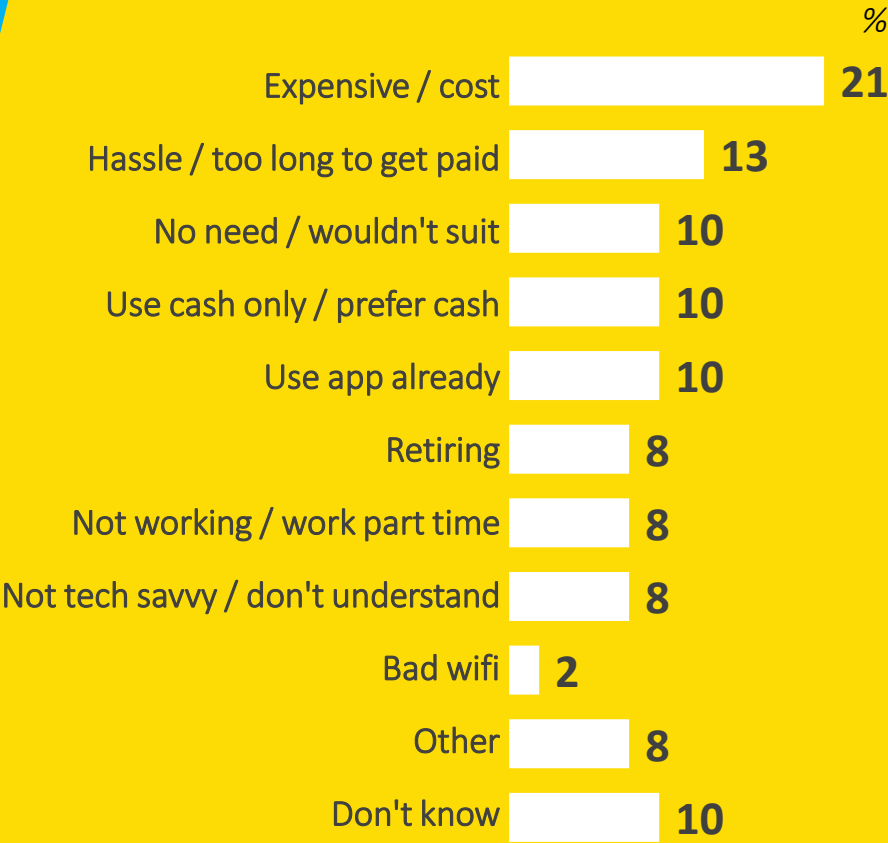 %
Expensive / cost 21
Hassle / too long to get paid 13
No need / wouldn't suit 10
Use cash only / prefer cash 10
Use app already 10
Retiring 8
Not working / work part time 8
Not tech savvy / don't understand 8
Bad wifi 2
Other 8
Don't know 10